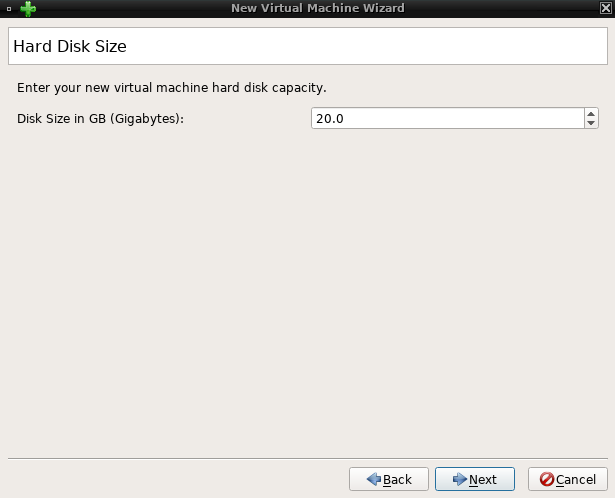 New Virtual Machine Wizard
Hard Disk Size
Enter your new virtual machine hard disk capacity.
Disk Size in GB (Gigabytes): 20.0
Back Next Cancel